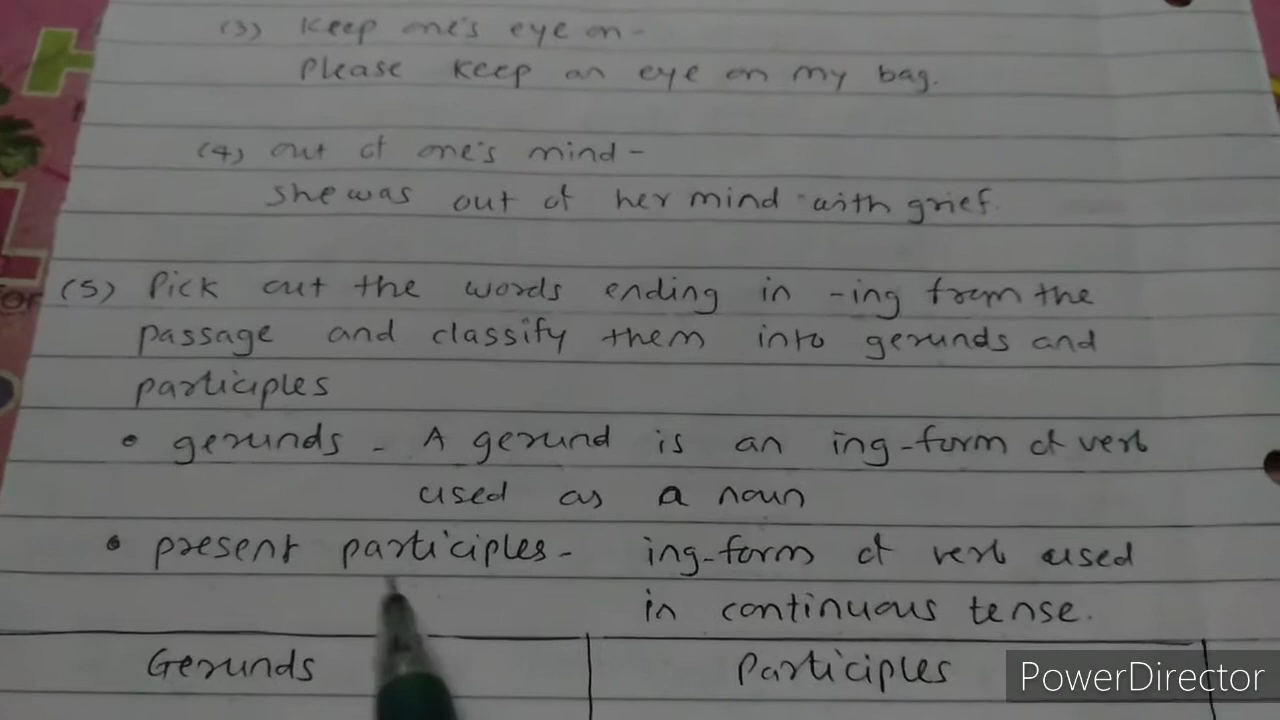 (3) Keep one's eye on -
Please keep an eye on my bag.
(4) out of one's mind -
She was out of her mind with grief.
(5) Pick out the words ending in -ing from the
passage and classify them into gerunds and
participles
• gerunds - A gerund is an ing-form of verb
used as a noun
• present participles - ing-form of verb used
in continuous tense.
Gerunds Participles
PowerDirector